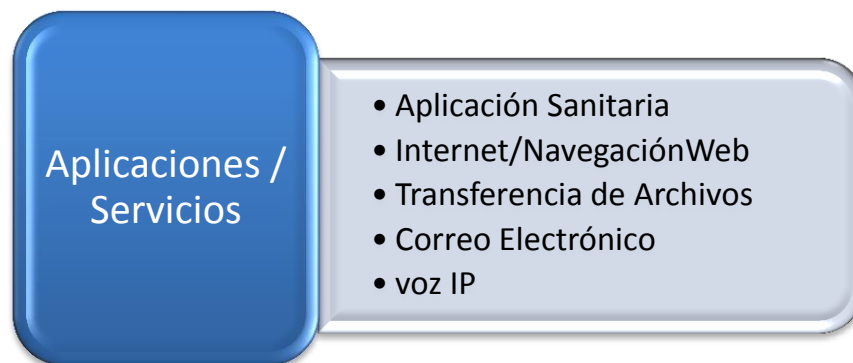 Aplicaciones /
Servicios
• Aplicación Sanitaria
• Internet/NavegaciónWeb
• Transferencia de Archivos
• Correo Electrónico
• voz IP